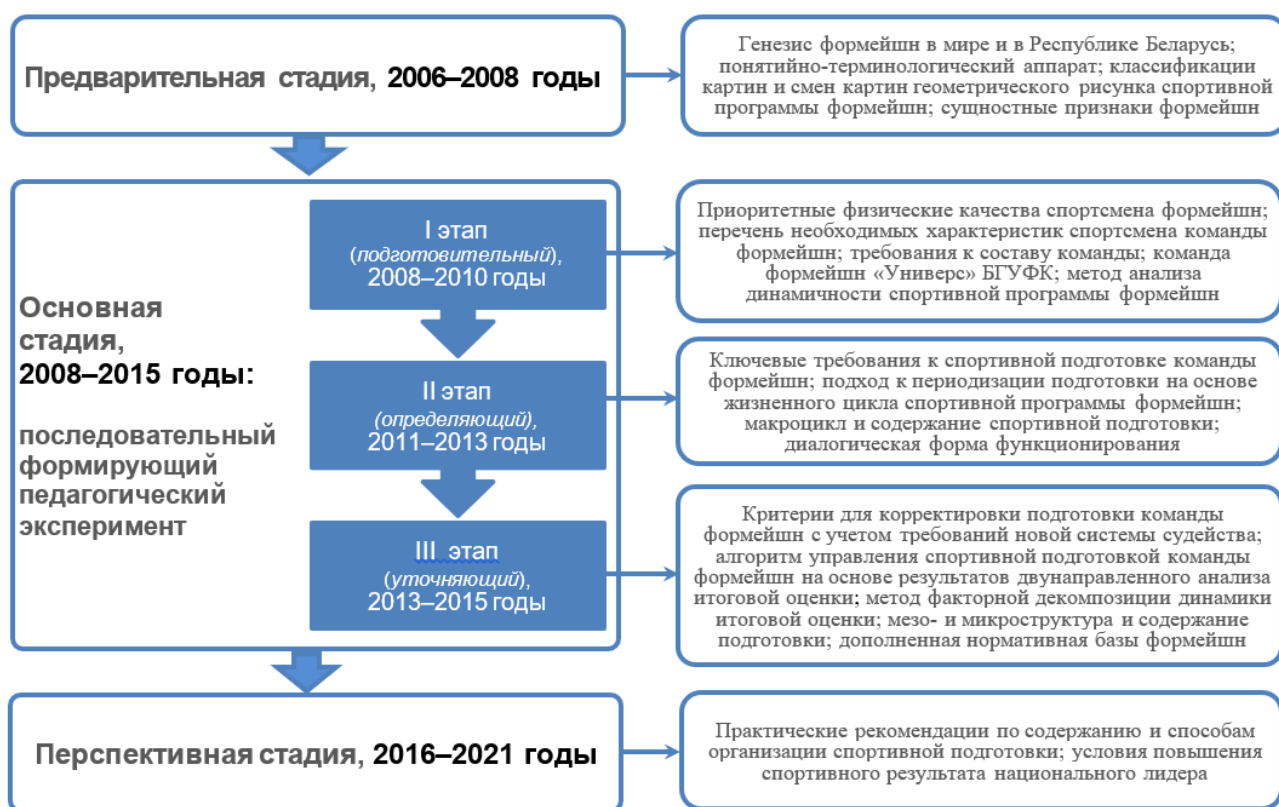 Предварительная стадия, 2006–2008 годы
Генезис формейшн в мире и в Республике Беларусь;
понятийно-терминологический аппарат; классификации
картин и смен картин геометрического рисунка спортивной
программы формейшн; сущностные признаки формейшн
Основная
стадия,
2008–2015 годы:
последовательный
формирующий
педагогический
эксперимент
I этап
(подготовительный),
2008–2010 годы
Приоритетные физические качества спортсмена формейшн;
перечень необходимых характеристик спортсмена команды
формейшн; требования к составу команды; команда
формейшн «Универс» БГУФК; метод анализа
динамичности спортивной программы формейшн
II этап
(определяющий),
2011–2013 годы
Ключевые требования к спортивной подготовке команды
формейшн; подход к периодизации подготовки на основе
жизненного цикла спортивной программы формейшн;
макроцикл и содержание спортивной подготовки;
диалогическая форма функционирования
III этап
(уточняющий),
2013–2015 годы
Критерии для корректировки подготовки команды
формейшн с учетом требований новой системы судейства;
алгоритм управления спортивной подготовкой команды
формейшн на основе результатов двунаправленного анализа
итоговой оценки; метод факторной декомпозиции динамики
итоговой оценки; мезо- и микроструктура и содержание
подготовки; дополненная нормативная базы формейшн
Перспективная стадия, 2016–2021 годы
Практические рекомендации по содержанию и способам
организации спортивной подготовки; условия повышения
спортивного результата национального лидера